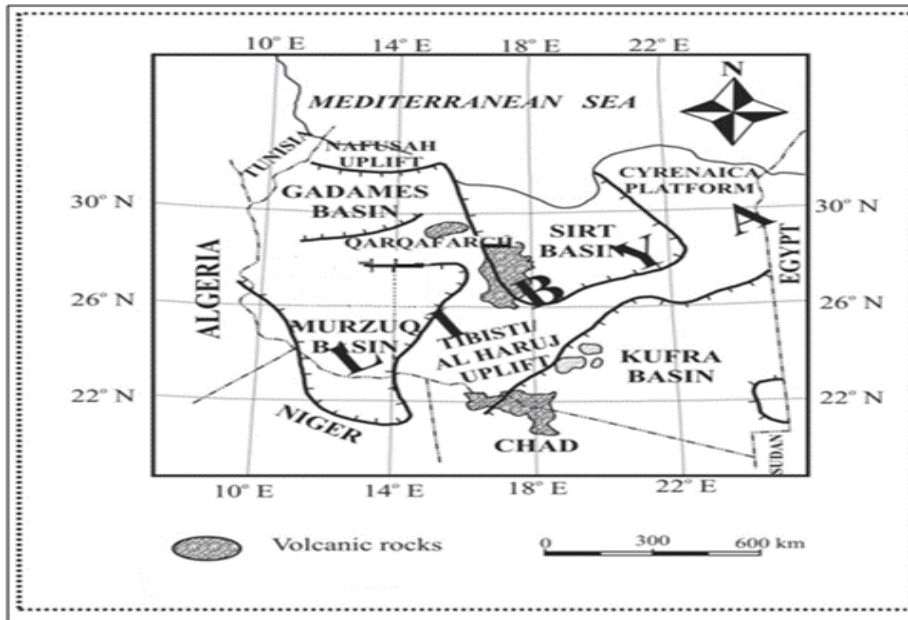 10° E 14° E 18° E 22° E
N
MEDITERRANEAN SEA
TUNISIA
NAFUSAH
UPLIFT
CYRENAICA
PLATFORM
30° N
GADAMES
BASIN
30° N
QARQAF ARCH
SIRT
BASIN
EGYPT
ALGERIA
26° N
26° N
L I B Y A
MURZUQ
BASIN
TIBISTI/
AL HARUJ
UPLIFT
KUFRA
BASIN
22° N
22° N
NIGER
CHAD
SUDAN
10° E 14° E 18° E 22° E
Volcanic rocks
0 300 600 km